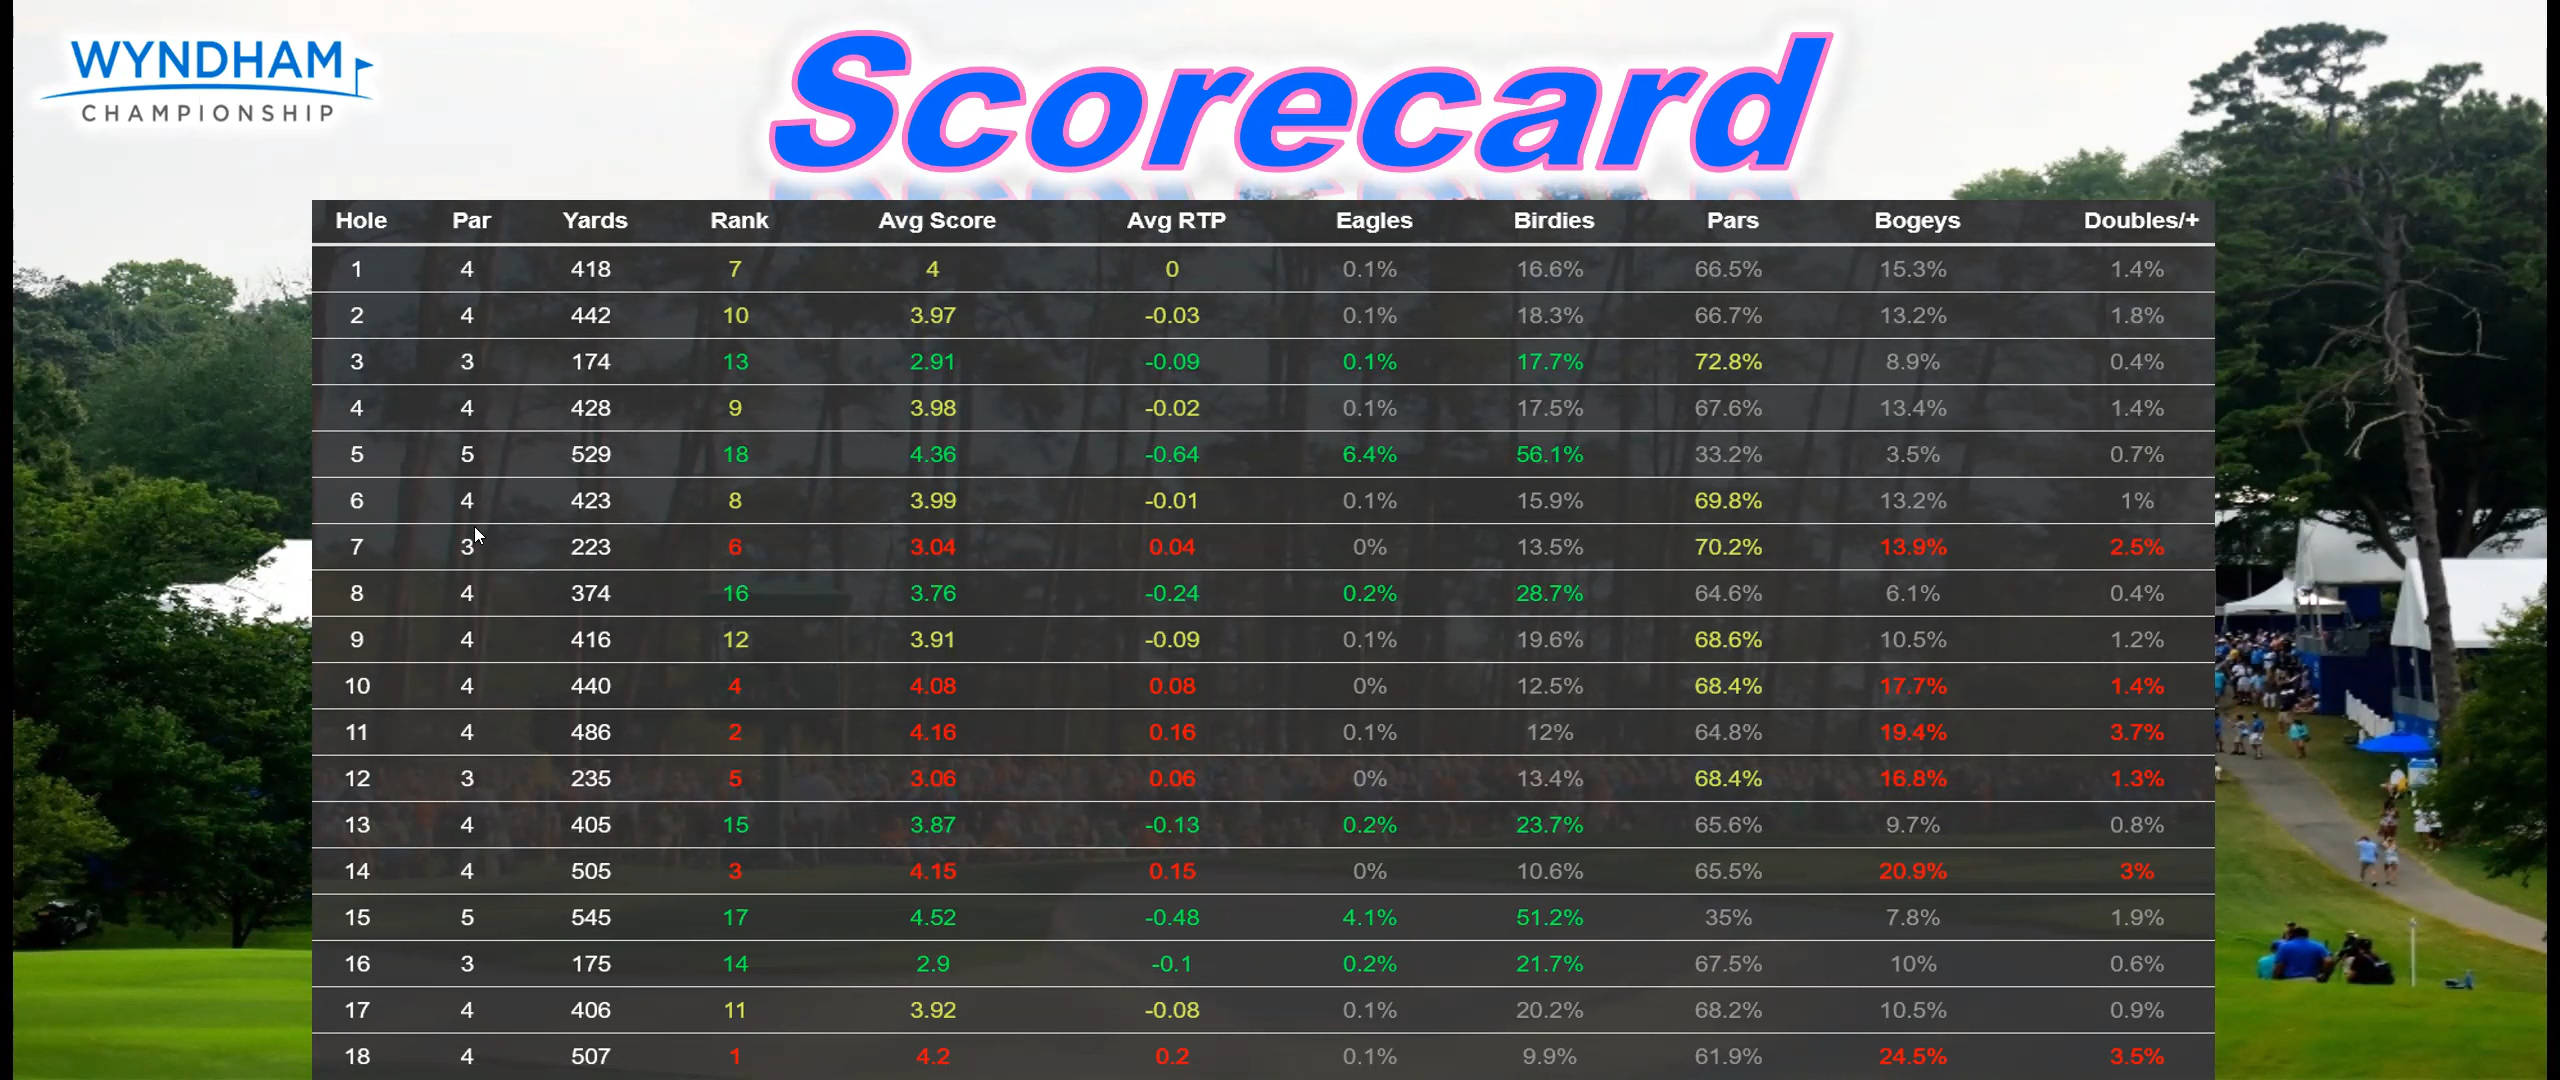 WYNDHAM
CHAMPIONSHIP
Scorecard
Hole Par Yards Rank Avg Score Avg RTP Eagles Birdies Pars Bogeys Doubles/+
1 4 418 7 4 0 0.1% 16.6% 66.5% 15.3% 1.4%
2 4 442 10 3.97 -0.03 0.1% 18.3% 66.7% 13.2% 1.8%
3 3 174 13 2.91 -0.09 0.1% 17.7% 72.8% 8.9% 0.4%
4 4 428 9 3.98 -0.02 0.1% 17.5% 67.6% 13.4% 1.4%
5 5 529 18 4.36 -0.64 6.4% 56.1% 33.2% 3.5% 0.7%
6 4 423 8 3.99 -0.01 0.1% 15.9% 69.8% 13.2% 1%
7 3 223 6 3.04 0.04 0% 13.5% 70.2% 13.9% 2.5%
8 4 374 16 3.76 -0.24 0.2% 28.7% 64.6% 6.1% 0.4%
9 4 416 12 3.91 -0.09 0.1% 19.6% 68.6% 10.5% 1.2%
10 4 440 4 4.08 0.08 0% 12.5% 68.4% 17.7% 1.4%
11 4 486 2 4.16 0.16 0.1% 12% 64.8% 19.4% 3.7%
12 3 235 5 3.06 0.06 0% 13.4% 68.4% 16.8% 1.3%
13 4 405 15 3.87 -0.13 0.2% 23.7% 65.6% 9.7% 0.8%
14 4 505 3 4.15 0.15 0% 10.6% 65.5% 20.9% 3%
15 5 545 17 4.52 -0.48 4.1% 51.2% 35% 7.8% 1.9%
16 3 175 14 2.9 -0.1 0.2% 21.7% 67.5% 10% 0.6%
17 4 406 11 3.92 -0.08 0.1% 20.2% 68.2% 10.5% 0.9%
18 4 507 1 4.2 0.2 0.1% 9.9% 61.9% 24.5% 3.5%